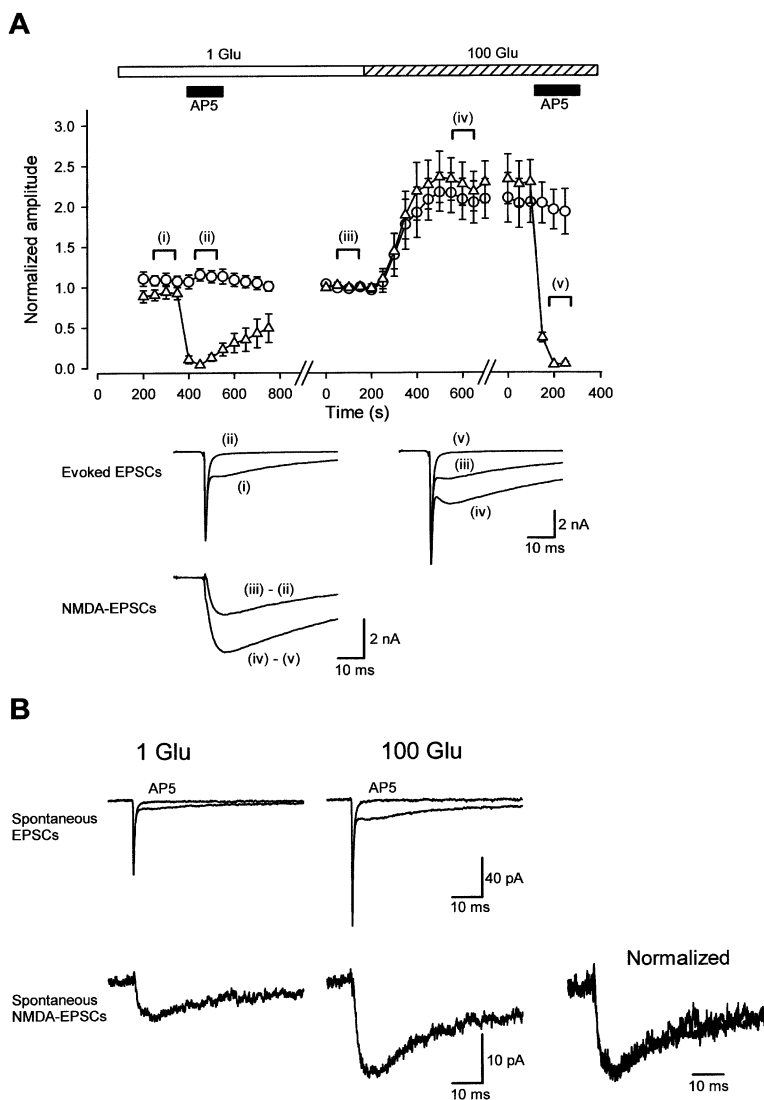 A
1 Glu
100 Glu
AP5
AP5
3.0
2.5
2.0
1.5
1.0
0.5
0.0
Normalized amplitude
(i)
(ii)
(iii)
(iv)
(v)
0 200 400 600 800 0 200 400 600 0 200 400
Time (s)
Evoked EPSCs
(ii)
(i)
(v)
(iii)
(iv)
2 nA
10 ms
NMDA-EPSCs
(iii) - (ii)
(iv) - (v)
2 nA
10 ms
B
1 Glu
100 Glu
AP5
AP5
Spontaneous
EPSCs
40 pA
10 ms
Spontaneous
NMDA-EPSCs
10 pA
10 ms
Normalized
10 ms